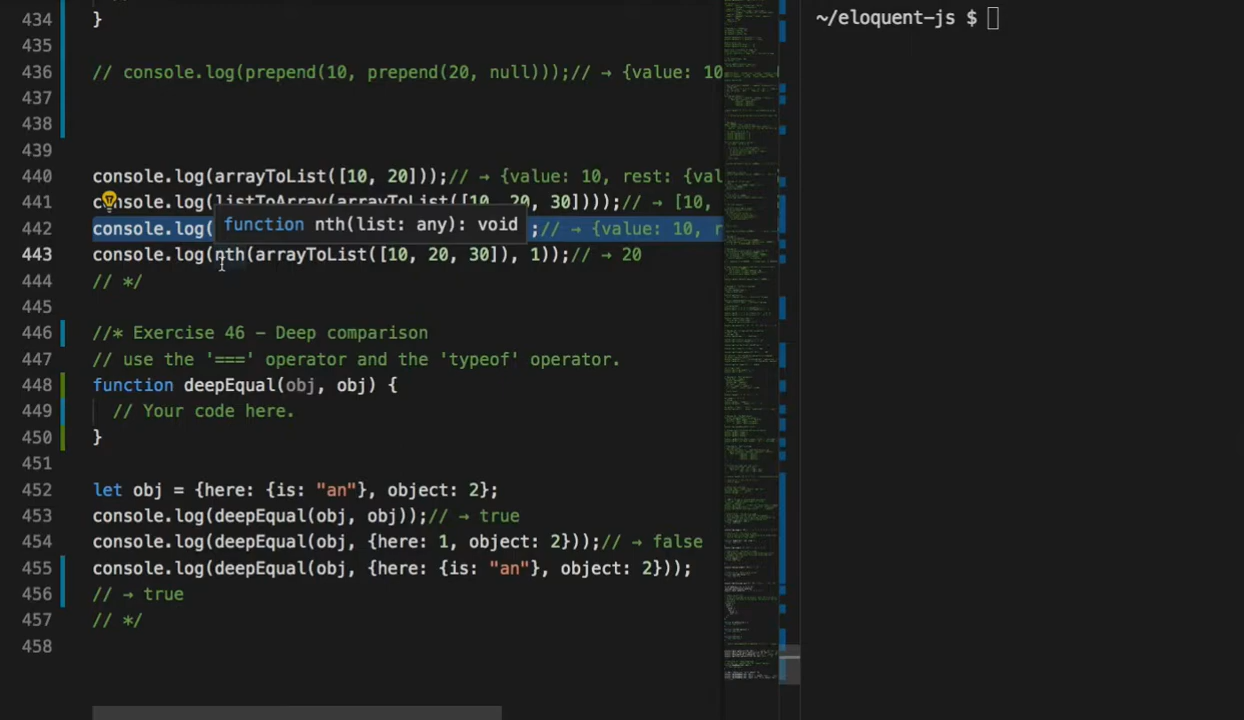 434 }
435
436 // console.log(prepend(10, prepend(20, null)));// → {value: 10
437
438
439
440 console.log(arrayToList([10, 20]));// → {value: 10, rest: {val
441 console.log(listToArray(arrayToList([10, 20, 30])));// → [10,
function nth(list: any): void
442 console.log( ;// → {value: 10, r
443 console.log(nth(arrayToList([10, 20, 30]), 1));// → 20
444 // */
445
446 //* Exercise 46 - Deep comparison
447 // use the '===' operator and the 'typeof' operator.
448 function deepEqual(obj, obj) {
449 // Your code here.
450 }
451
452 let obj = {here: {is: "an"}, object: 2};
453 console.log(deepEqual(obj, obj));// → true
454 console.log(deepEqual(obj, {here: 1, object: 2}));// → false
455 console.log(deepEqual(obj, {here: {is: "an"}, object: 2}));
456 // → true
457 // */
458
~/eloquent-js $